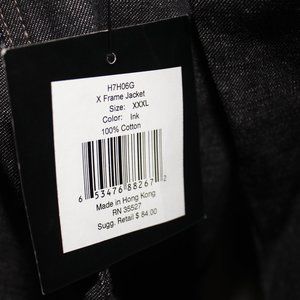 H7H06G
X Frame Jacket
Size: XXXL
Color: Ink
100% Cotton
6 53476 88267 2
Made in Hong Kong
RN 35527
Sugg. Retail $ 84.00